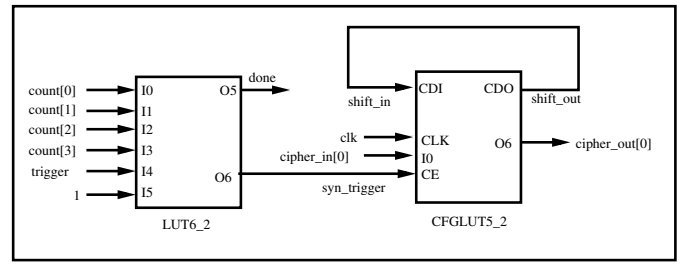 done
count[0] I0 O5 CDI CDO
count[1] I1 shift_in shift_out
count[2] I2
count[3] I3 clk CLK O6 cipher_out[0]
trigger I4 cipher_in[0] I0
1 I5 O6 syn_trigger CE
LUT6_2 CFGLUT5_2